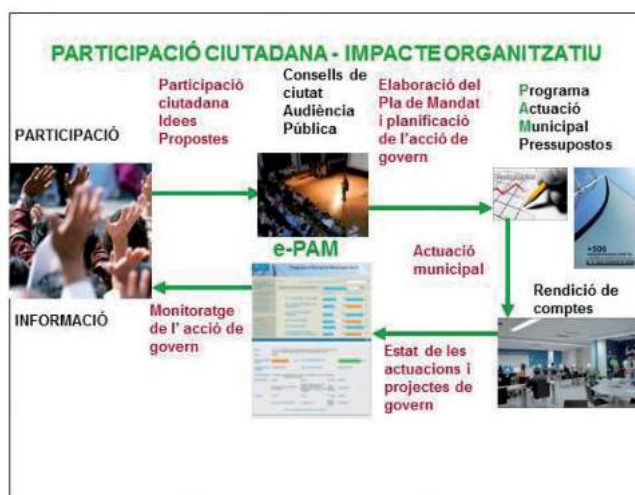 PARTICIPACIÓ CIUTADANA - IMPACTE ORGANITZATIU
Participació
ciutadana
Idees
Propostes
Consells de
ciutat
Audiència
Pública
Elaboració del
Pla de Mandat
i planificació
de l'acció de
govern
Programa
Actuació
Municipal
Pressupostos
PARTICIPACIÓ
e-PAM
Actuació
municipal
+500
INFORMACIÓ
Monitoratge
de l' acció de
govern
Rendició de
comptes
Estat de les
actuacions i
projectes de
govern